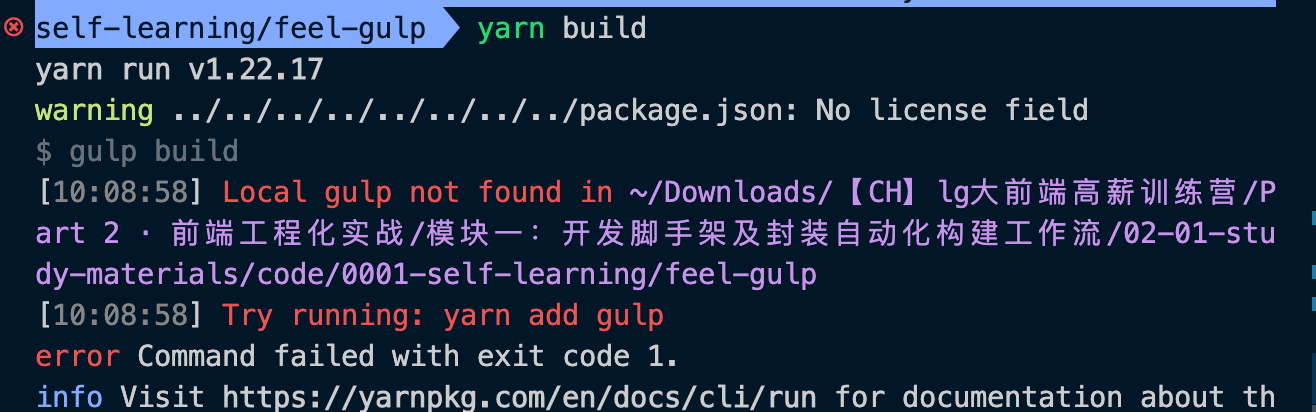 self-learning/feel-gulp yarn build
yarn run v1.22.17
warning ../../../../../../../../package.json: No license field
$ gulp build
[10:08:58] Local gulp not found in ~/Downloads/【CH】lg大前端高薪训练营/P
art 2 · 前端工程化实战/模块一：开发脚手架及封装自动化构建工作流/02-01-stu
dy-materials/code/0001-self-learning/feel-gulp
[10:08:58] Try running: yarn add gulp
error Command failed with exit code 1.
info Visit https://yarnpkg.com/en/docs/cli/run for documentation about th